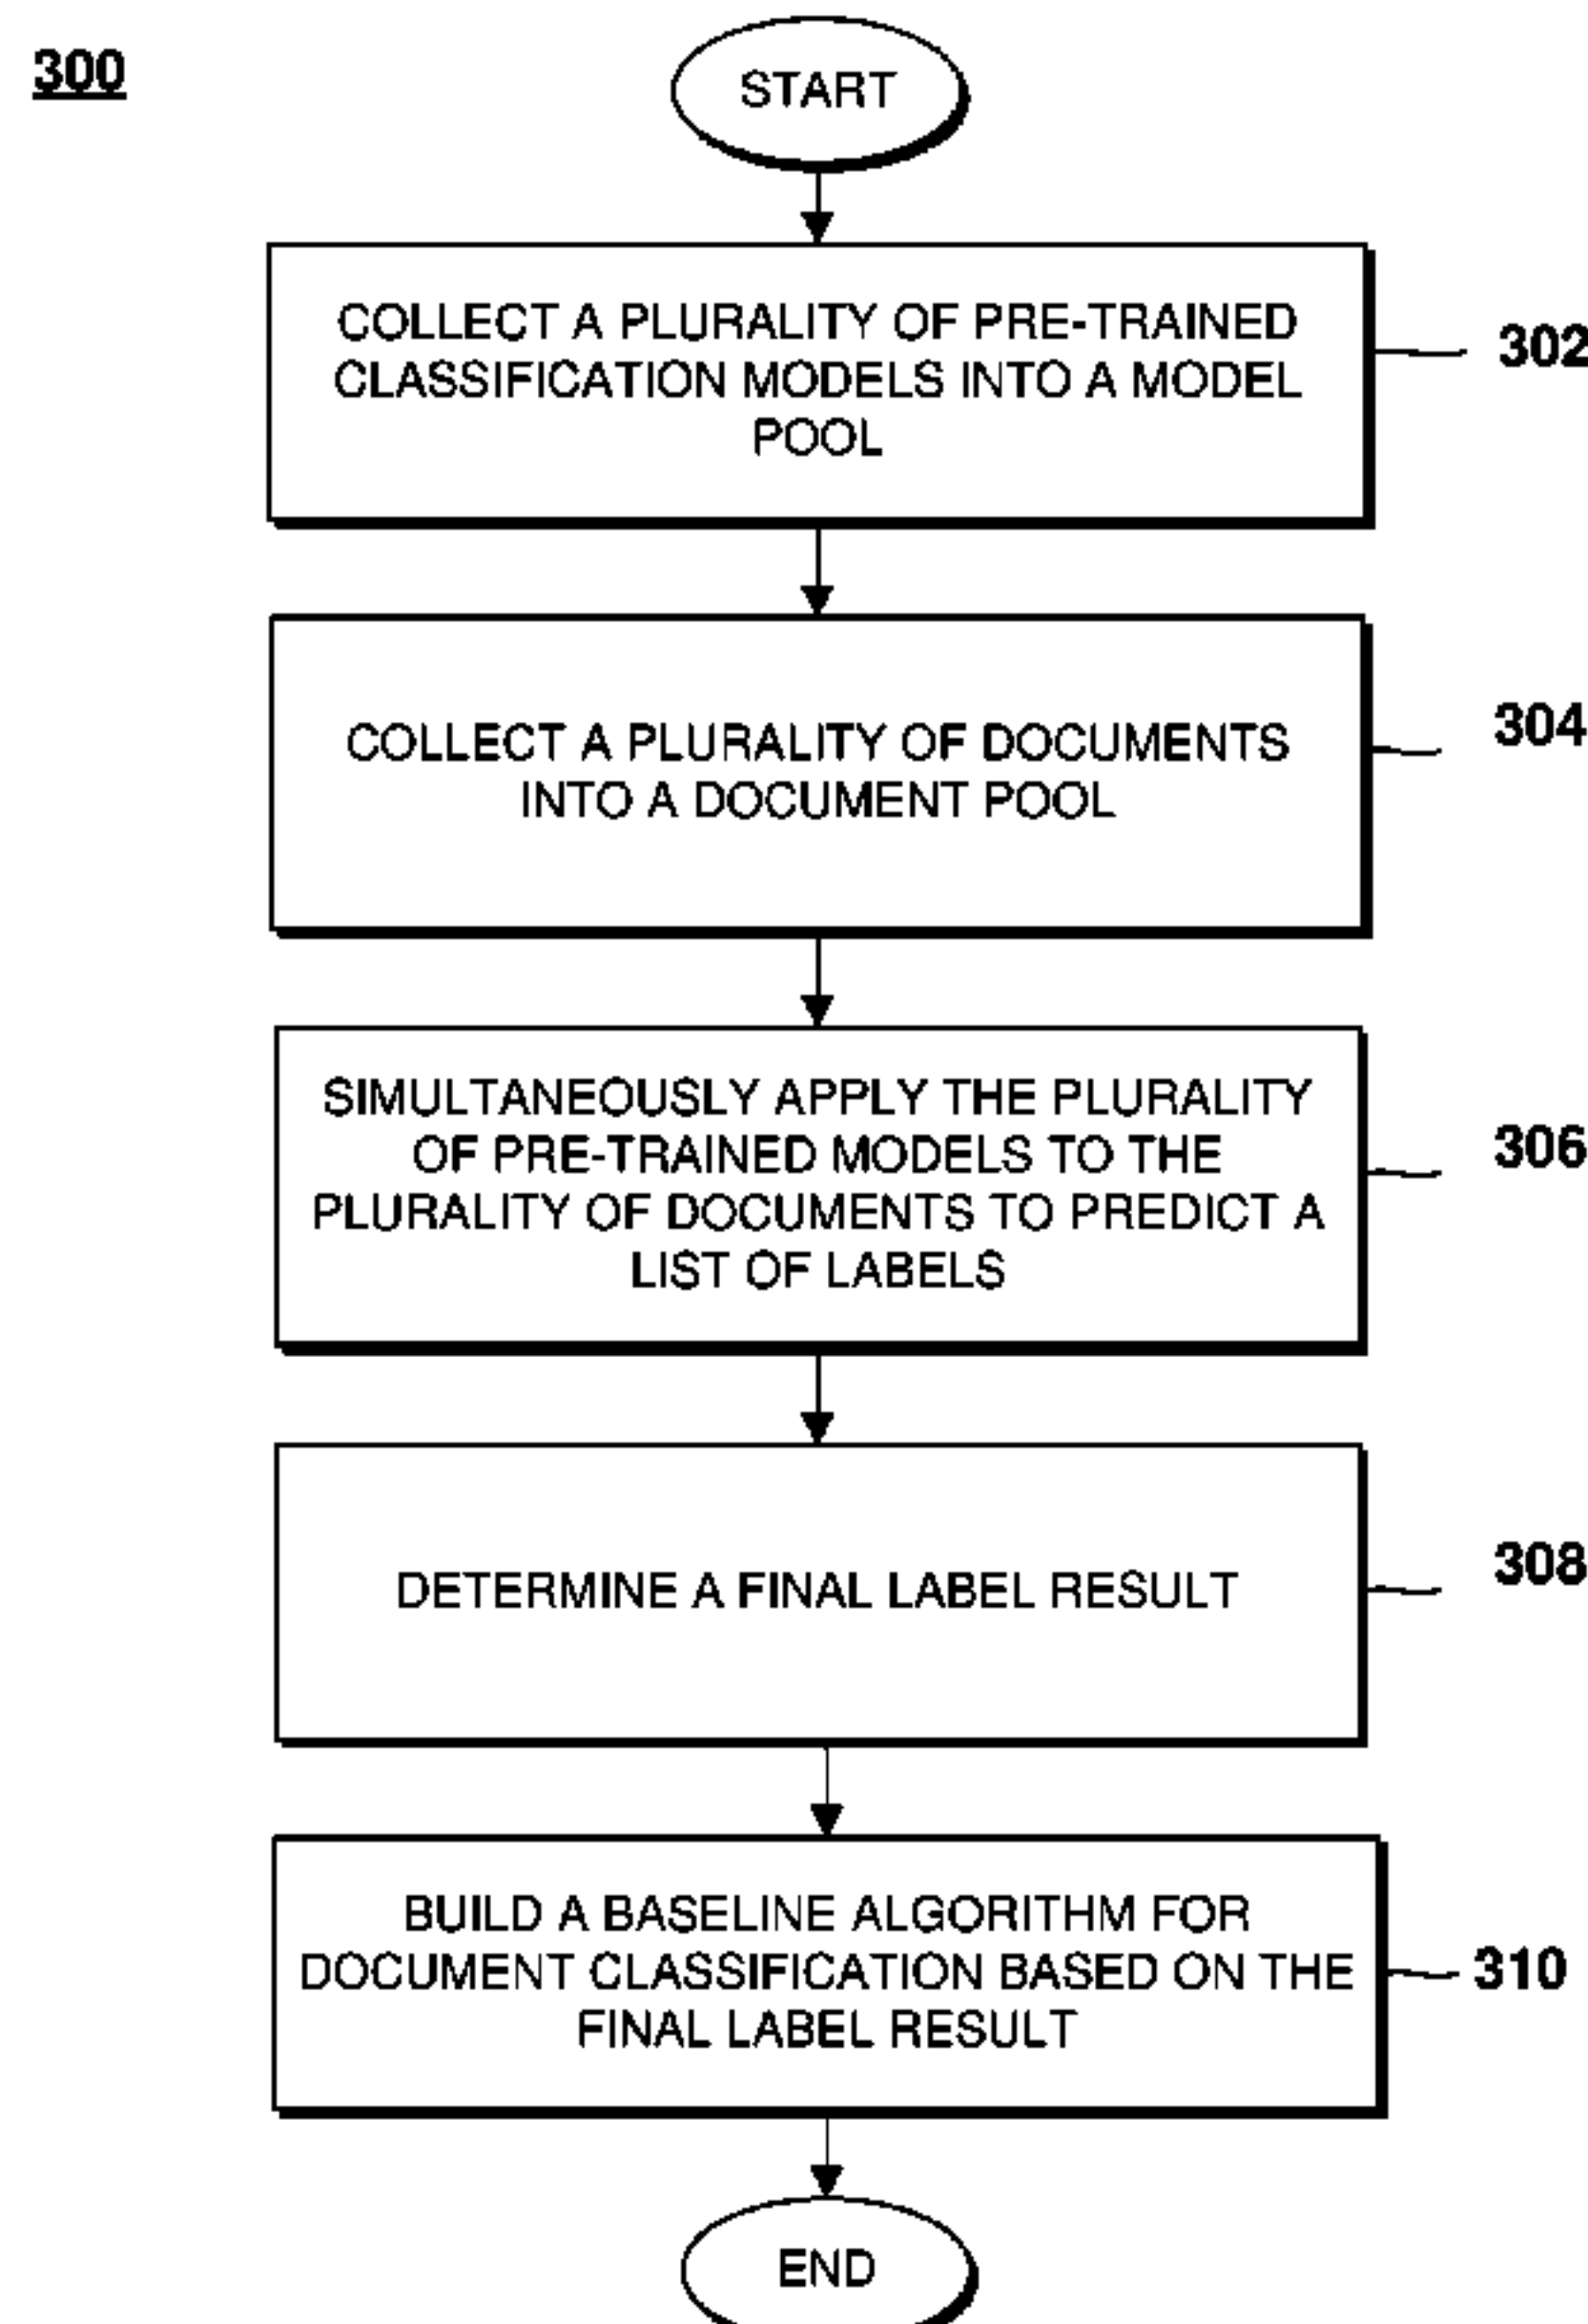 300
START
COLLECT A PLURALITY OF PRE-TRAINED
CLASSIFICATION MODELS INTO A MODEL
POOL
302
COLLECT A PLURALITY OF DOCUMENTS
INTO A DOCUMENT POOL
304
SIMULTANEOUSLY APPLY THE PLURALITY
OF PRE-TRAINED MODELS TO THE
PLURALITY OF DOCUMENTS TO PREDICT A
LIST OF LABELS
306
DETERMINE A FINAL LABEL RESULT
308
BUILD A BASELINE ALGORITHM FOR
DOCUMENT CLASSIFICATION BASED ON THE
FINAL LABEL RESULT
310
END